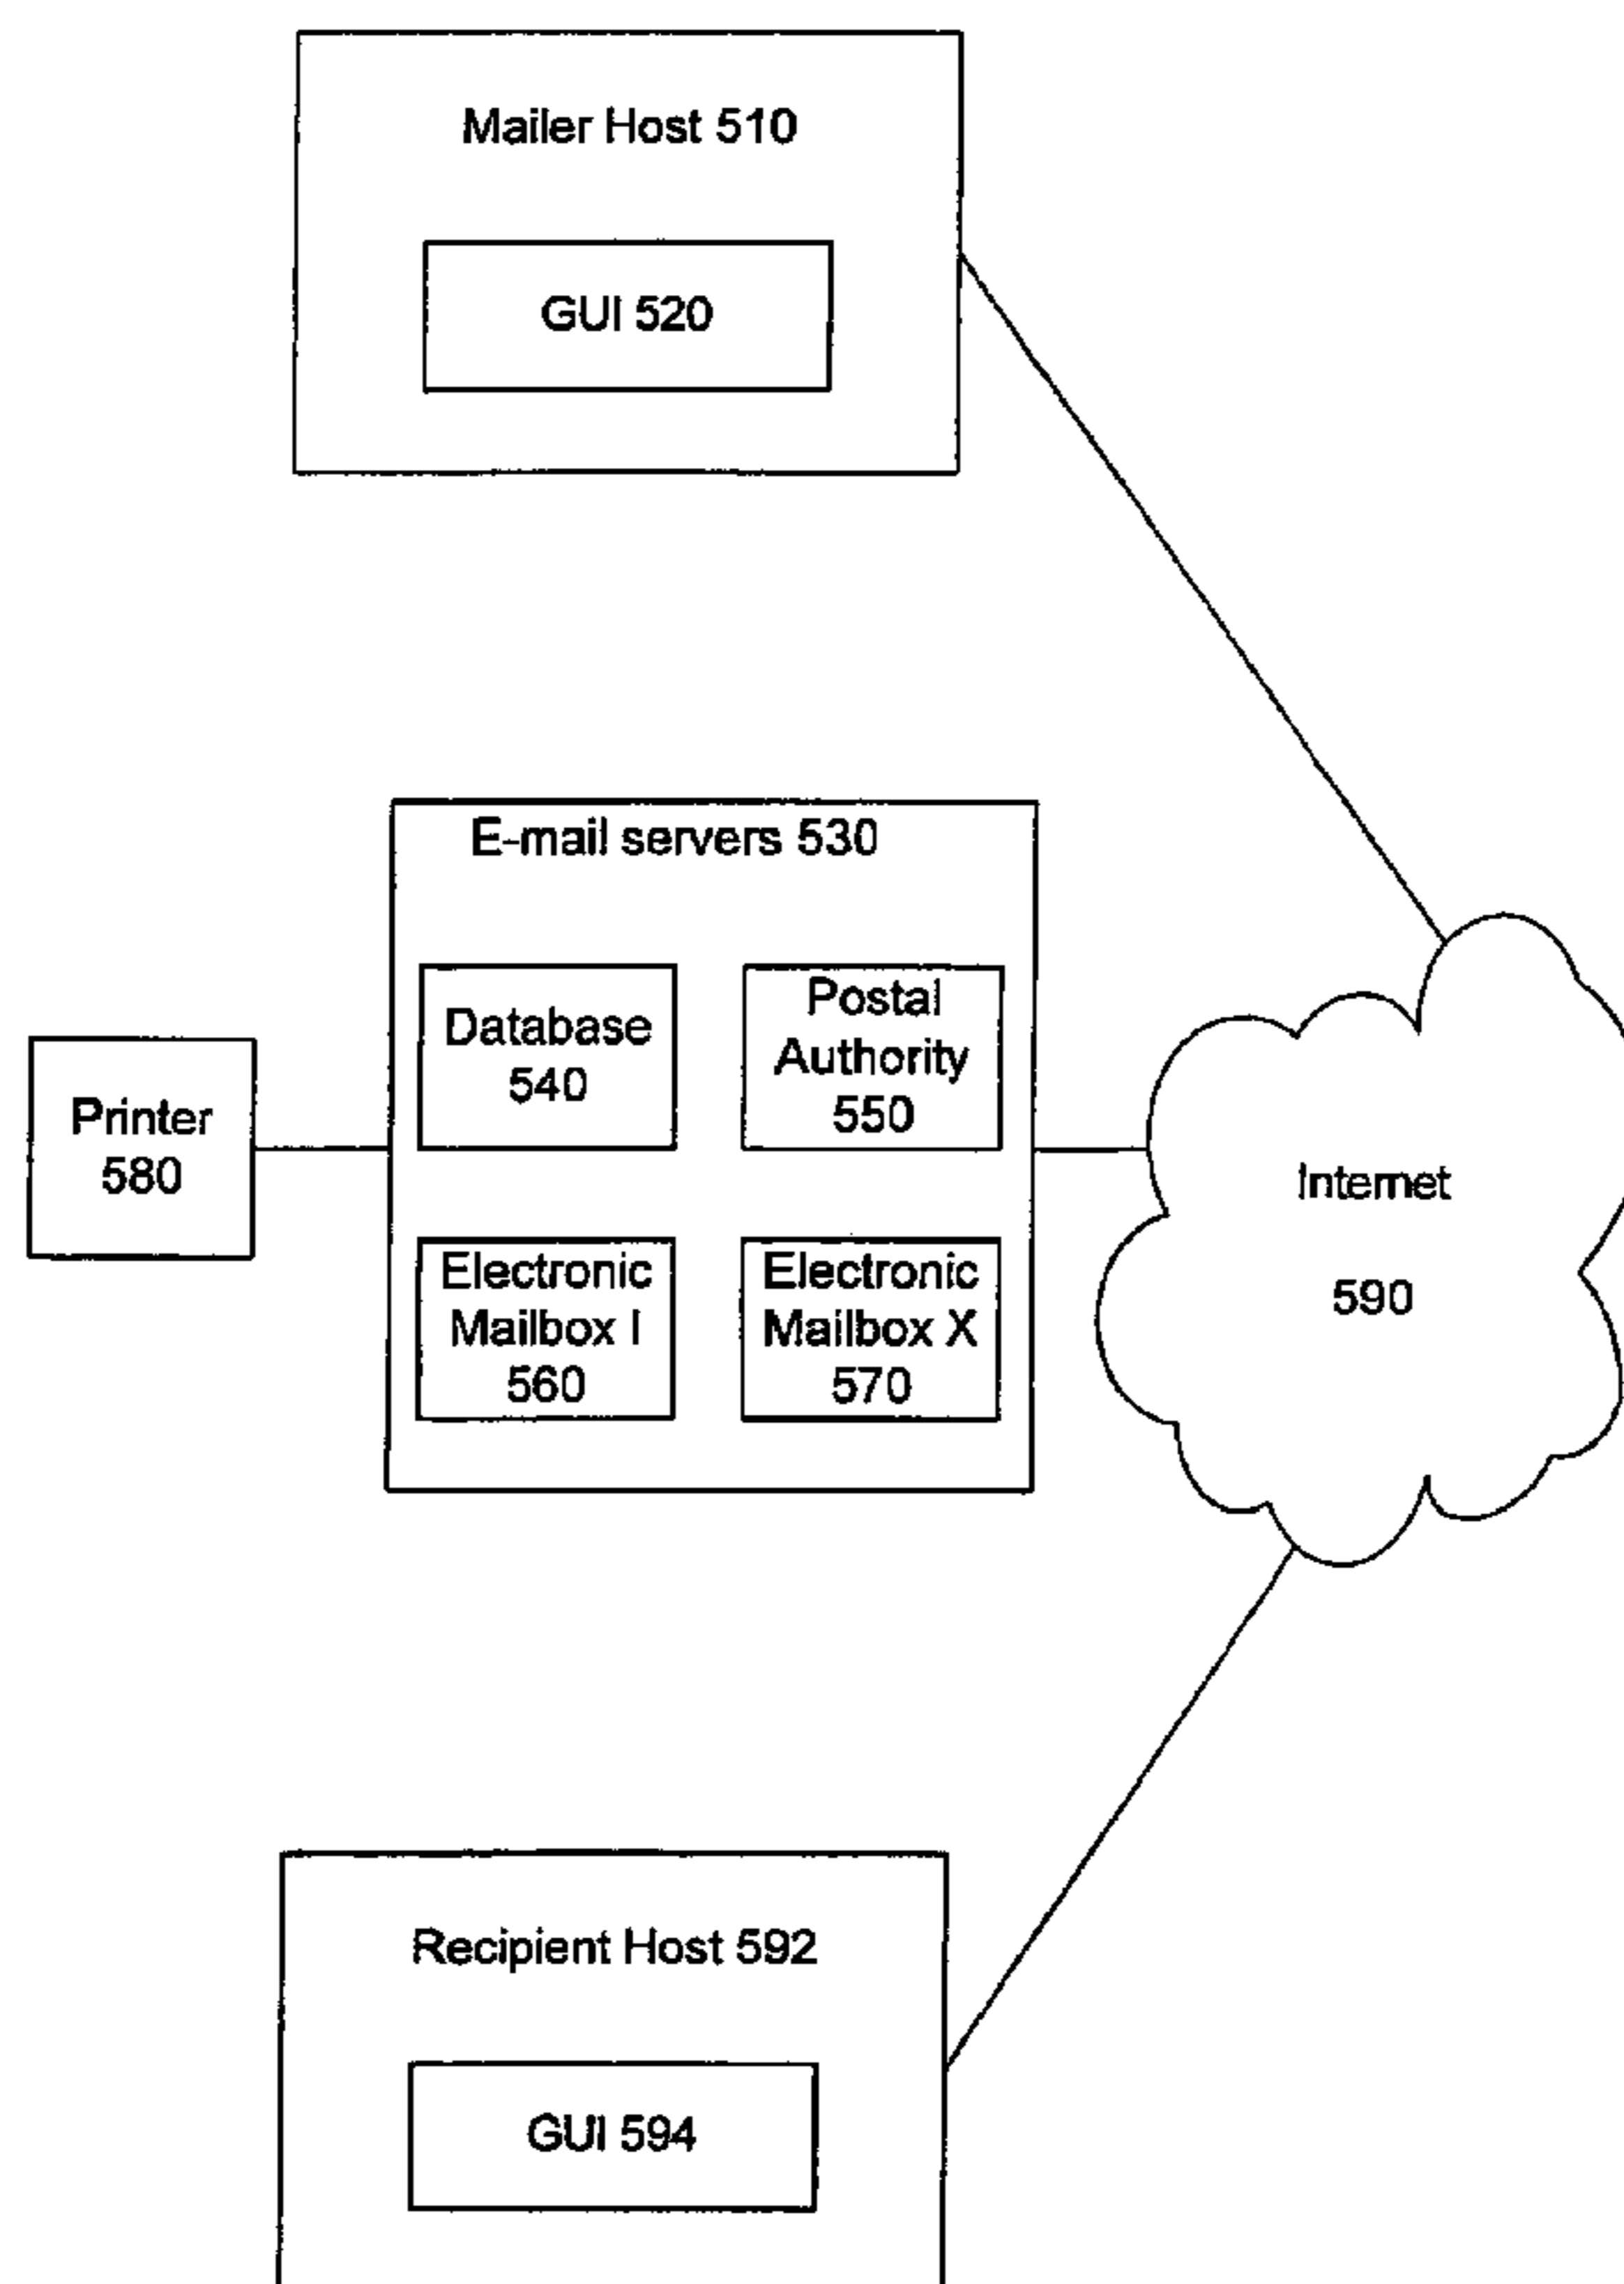 Mailer Host 510
GUI 520
E-mail servers 530
Database
540
Postal
Authority
550
Printer
580
Electronic
Mailbox I
560
Electronic
Mailbox X
570
Internet
590
Recipient Host 592
GUI 594